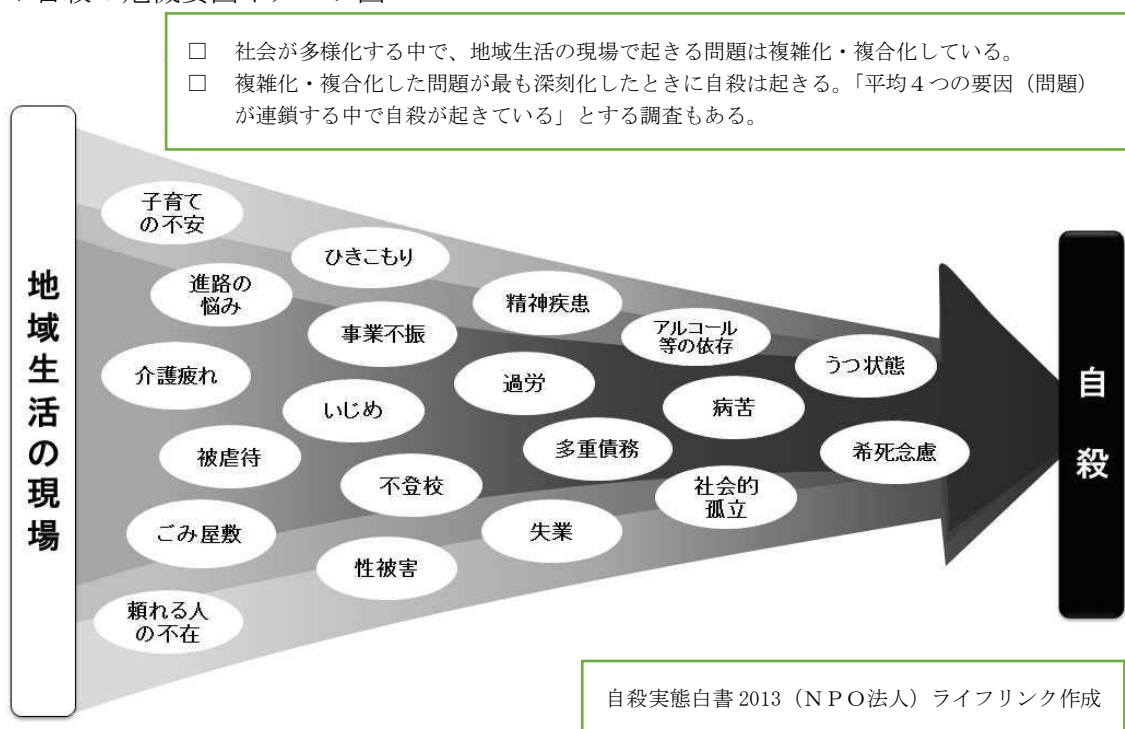 □ 社会が多様化する中で、地域生活の現場で起きる問題は複雑化・複合化している。
□ 複雑化・複合化した問題が最も深刻化したときに自殺は起きる。「平均４つの要因（問題）
が連鎖する中で自殺が起きている」とする調査もある。
地域生活の現場
子育て
の不安
ひきこもり
進路の
悩み
精神疾患
事業不振
アルコール
等の依存
うつ状態
介護疲れ
過労
いじめ
病苦
被虐待
多重債務
希死念慮
不登校
社会的
孤立
ごみ屋敷
失業
性被害
頼れる人
の不在
自殺
自殺実態白書 2013（ＮＰＯ法人）ライフリンク作成